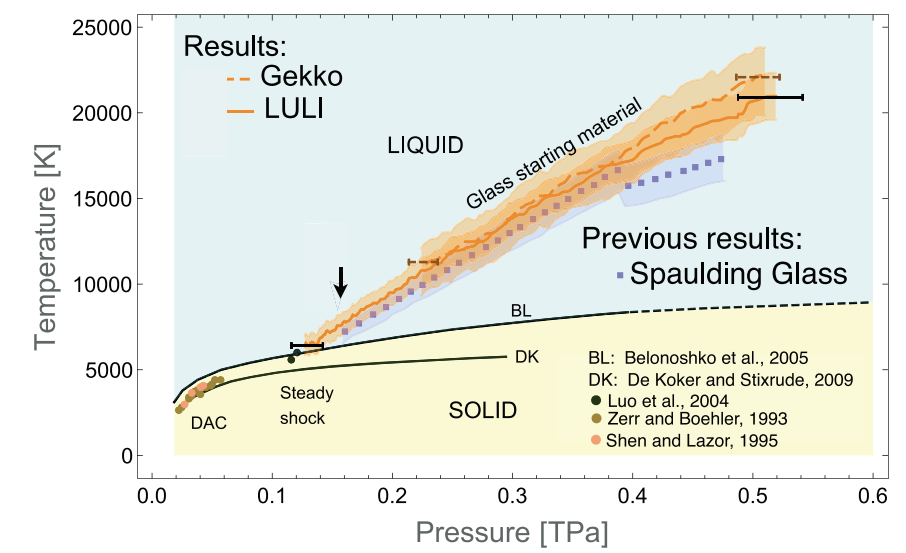 25000
20000
15000
10000
5000
0
Temperature [K]
Results:
Gekko
LULI
LIQUID
Glass starting material
Previous results:
Spaulding Glass
BL
DK
DAC
Steady
shock
SOLID
BL: Belonoshko et al., 2005
DK: De Koker and Stixrude, 2009
Luo et al., 2004
Zerr and Boehler, 1993
Shen and Lazor, 1995
0.0 0.1 0.2 0.3 0.4 0.5 0.6
Pressure [TPa]